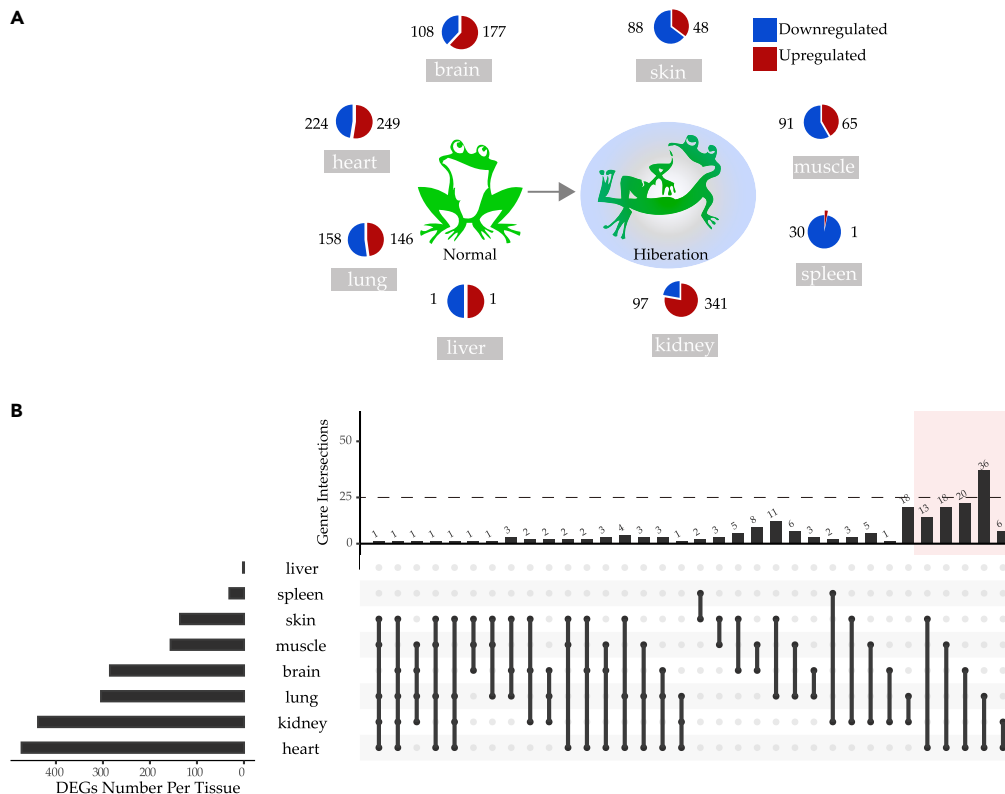 A
108 177
brain
88 48
skin
Downregulated
Upregulated
224 249
heart
91 65
muscle
158 146
lung
Normal
Hiberation
30 1
spleen
1 1
liver
97 341
kidney
B
Genre Intersections
50
25
0
1 1 1 1 1 1 1 3 2 2 2 2 3 4 3 3 1 2 3 5 8 11 6 3 2 3 5 1 18 13 18 20 36 6
liver
spleen
skin
muscle
brain
lung
kidney
heart
400 300 200 100 0
DEGs Number Per Tissue